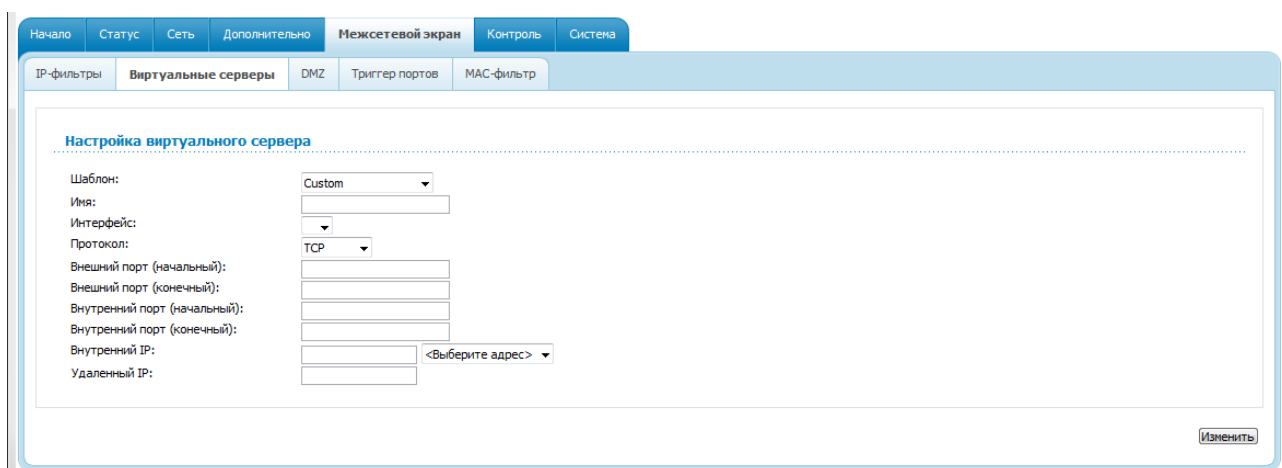 Начало Статус Сеть Дополнительно Межсетевой экран Контроль Система
IP-фильтры Виртуальные серверы DMZ Триггер портов MAC-фильтр
Настройка виртуального сервера
Шаблон: Custom
Имя:
Интерфейс:
Протокол: TCP
Внешний порт (начальный):
Внешний порт (конечный):
Внутренний порт (начальный):
Внутренний порт (конечный):
Внутренний IP: <Выберите адрес>
Удаленный IP:
Изменить